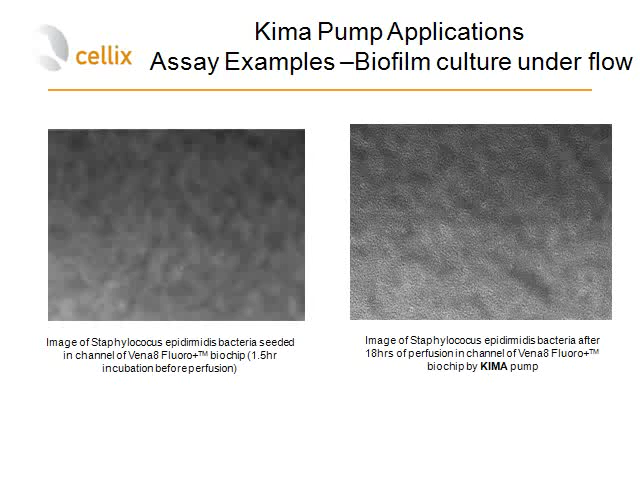 Kima Pump Applications
cellix
Assay Examples –Biofilm culture under flow
Image of Staphylococus epidirmidis bacteria seeded
in channel of Vena8 Fluoro+TM biochip (1.5hr
incubation before perfusion)
Image of Staphylococus epidirmidis bacteria after
18hrs of perfusion in channel of Vena8 Fluoro+TM
biochip by KIMA pump